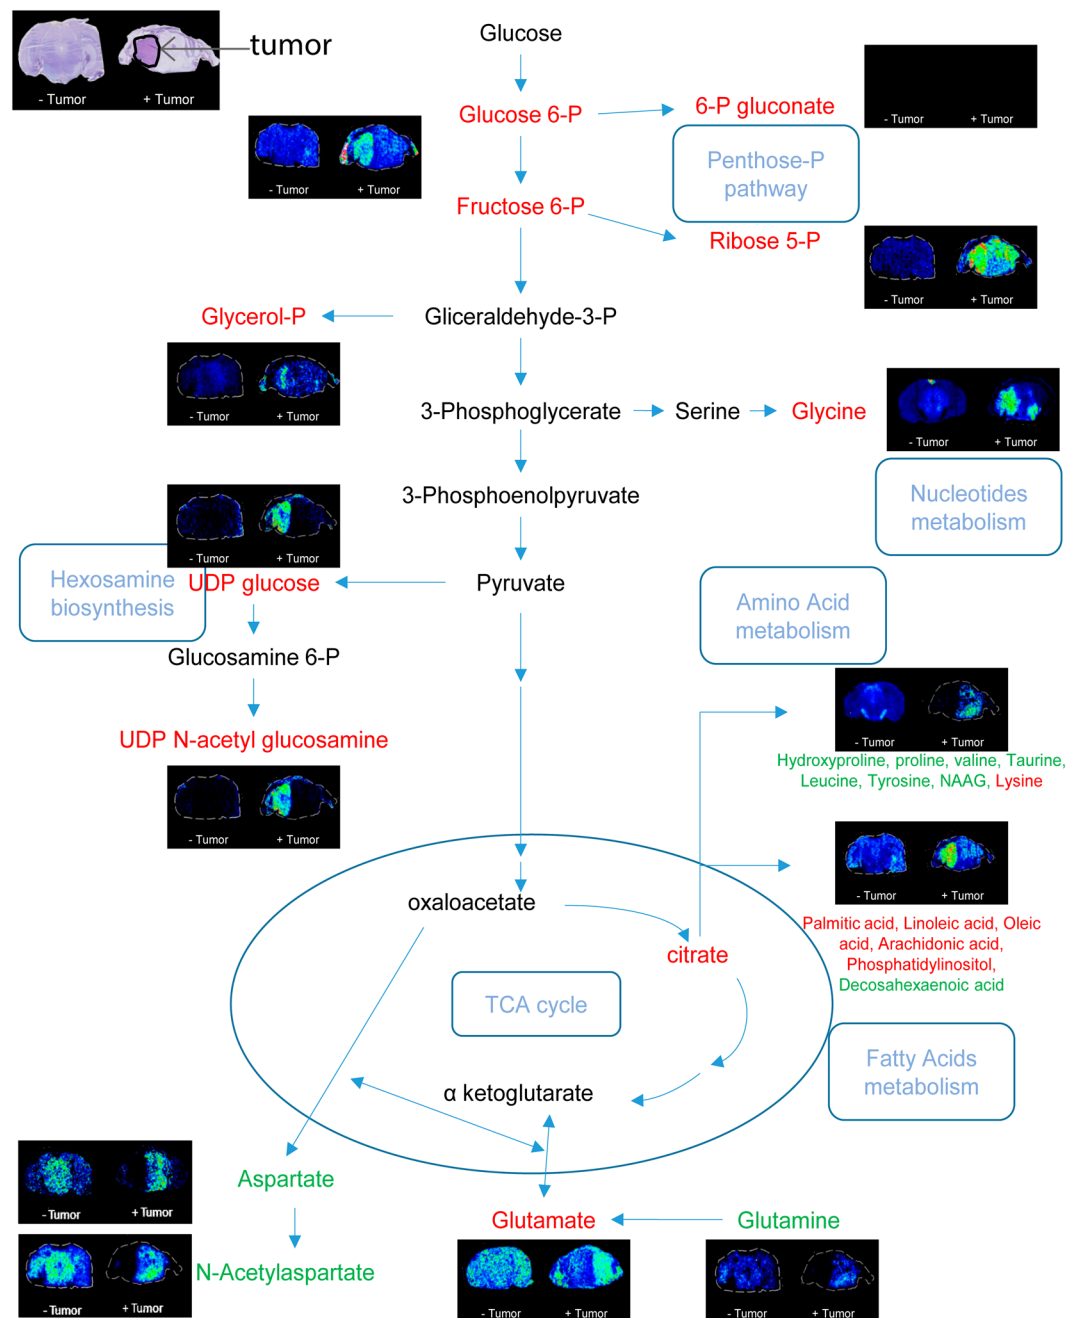 tumor
- Tumor + Tumor
Glucose
Glucose 6-P
6-P gluconate
- Tumor + Tumor
- Tumor + Tumor
Penthose-P
pathway
Fructose 6-P
Ribose 5-P
- Tumor + Tumor
Glycerol-P
Gliceraldehyde-3-P
- Tumor + Tumor
3-Phosphoglycerate
Serine
Glycine
- Tumor + Tumor
3-Phosphoenolpyruvate
Nucleotides
metabolism
- Tumor + Tumor
Hexosamine
biosynthesis
UDP glucose
Pyruvate
Amino Acid
metabolism
Glucosamine 6-P
UDP N-acetyl glucosamine
- Tumor + Tumor
- Tumor + Tumor
Hydroxyproline, proline, valine, Taurine,
Leucine, Tyrosine, NAAG, Lysine
- Tumor + Tumor
Palmitic acid, Linoleic acid, Oleic
acid, Arachidonic acid,
Phosphatidylinositol,
Decosahexaenoic acid
oxaloacetate
citrate
TCA cycle
Fatty Acids
metabolism
α ketoglutarate
Aspartate
- Tumor + Tumor
Glutamate
Glutamine
N-Acetylaspartate
- Tumor + Tumor
- Tumor + Tumor
- Tumor + Tumor